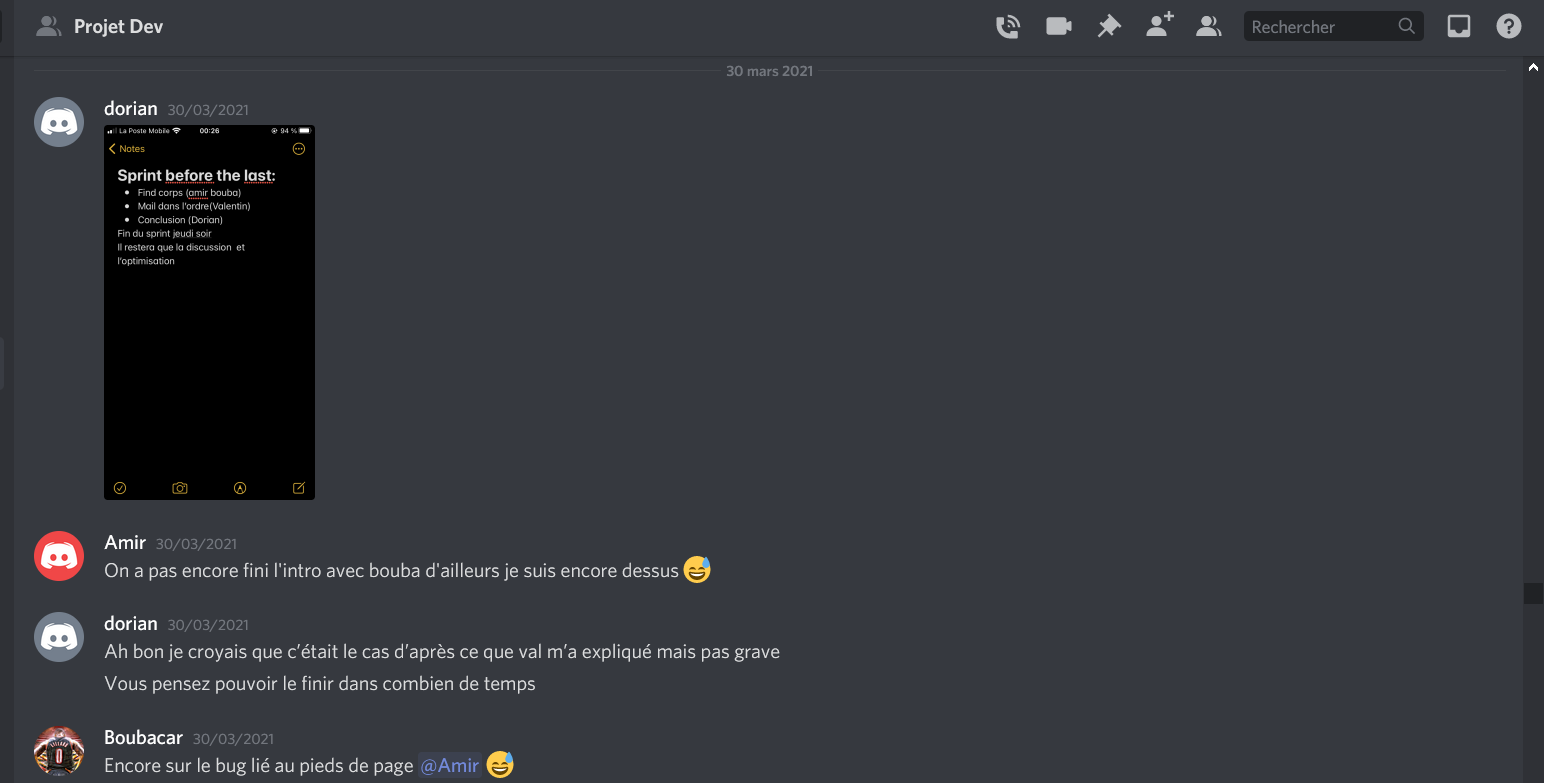 Projet Dev
Rechercher
30 mars 2021
dorian 30/03/2021
La Poste Mobile 00:26 94 %
Notes
Sprint before the last:
• Find corps (amir bouba)
• Mail dans l'ordre(Valentin)
• Conclusion (Dorian)
Fin du sprint jeudi soir
Il restera que la discussion et
l'optimisation
Amir 30/03/2021
On a pas encore fini l'intro avec bouba d'ailleurs je suis encore dessus 😅
dorian 30/03/2021
Ah bon je croyais que c’était le cas d’après ce que val m’a expliqué mais pas grave
Vous pensez pouvoir le finir dans combien de temps
Boubacar 30/03/2021
Encore sur le bug lié au pieds de page @Amir 😅